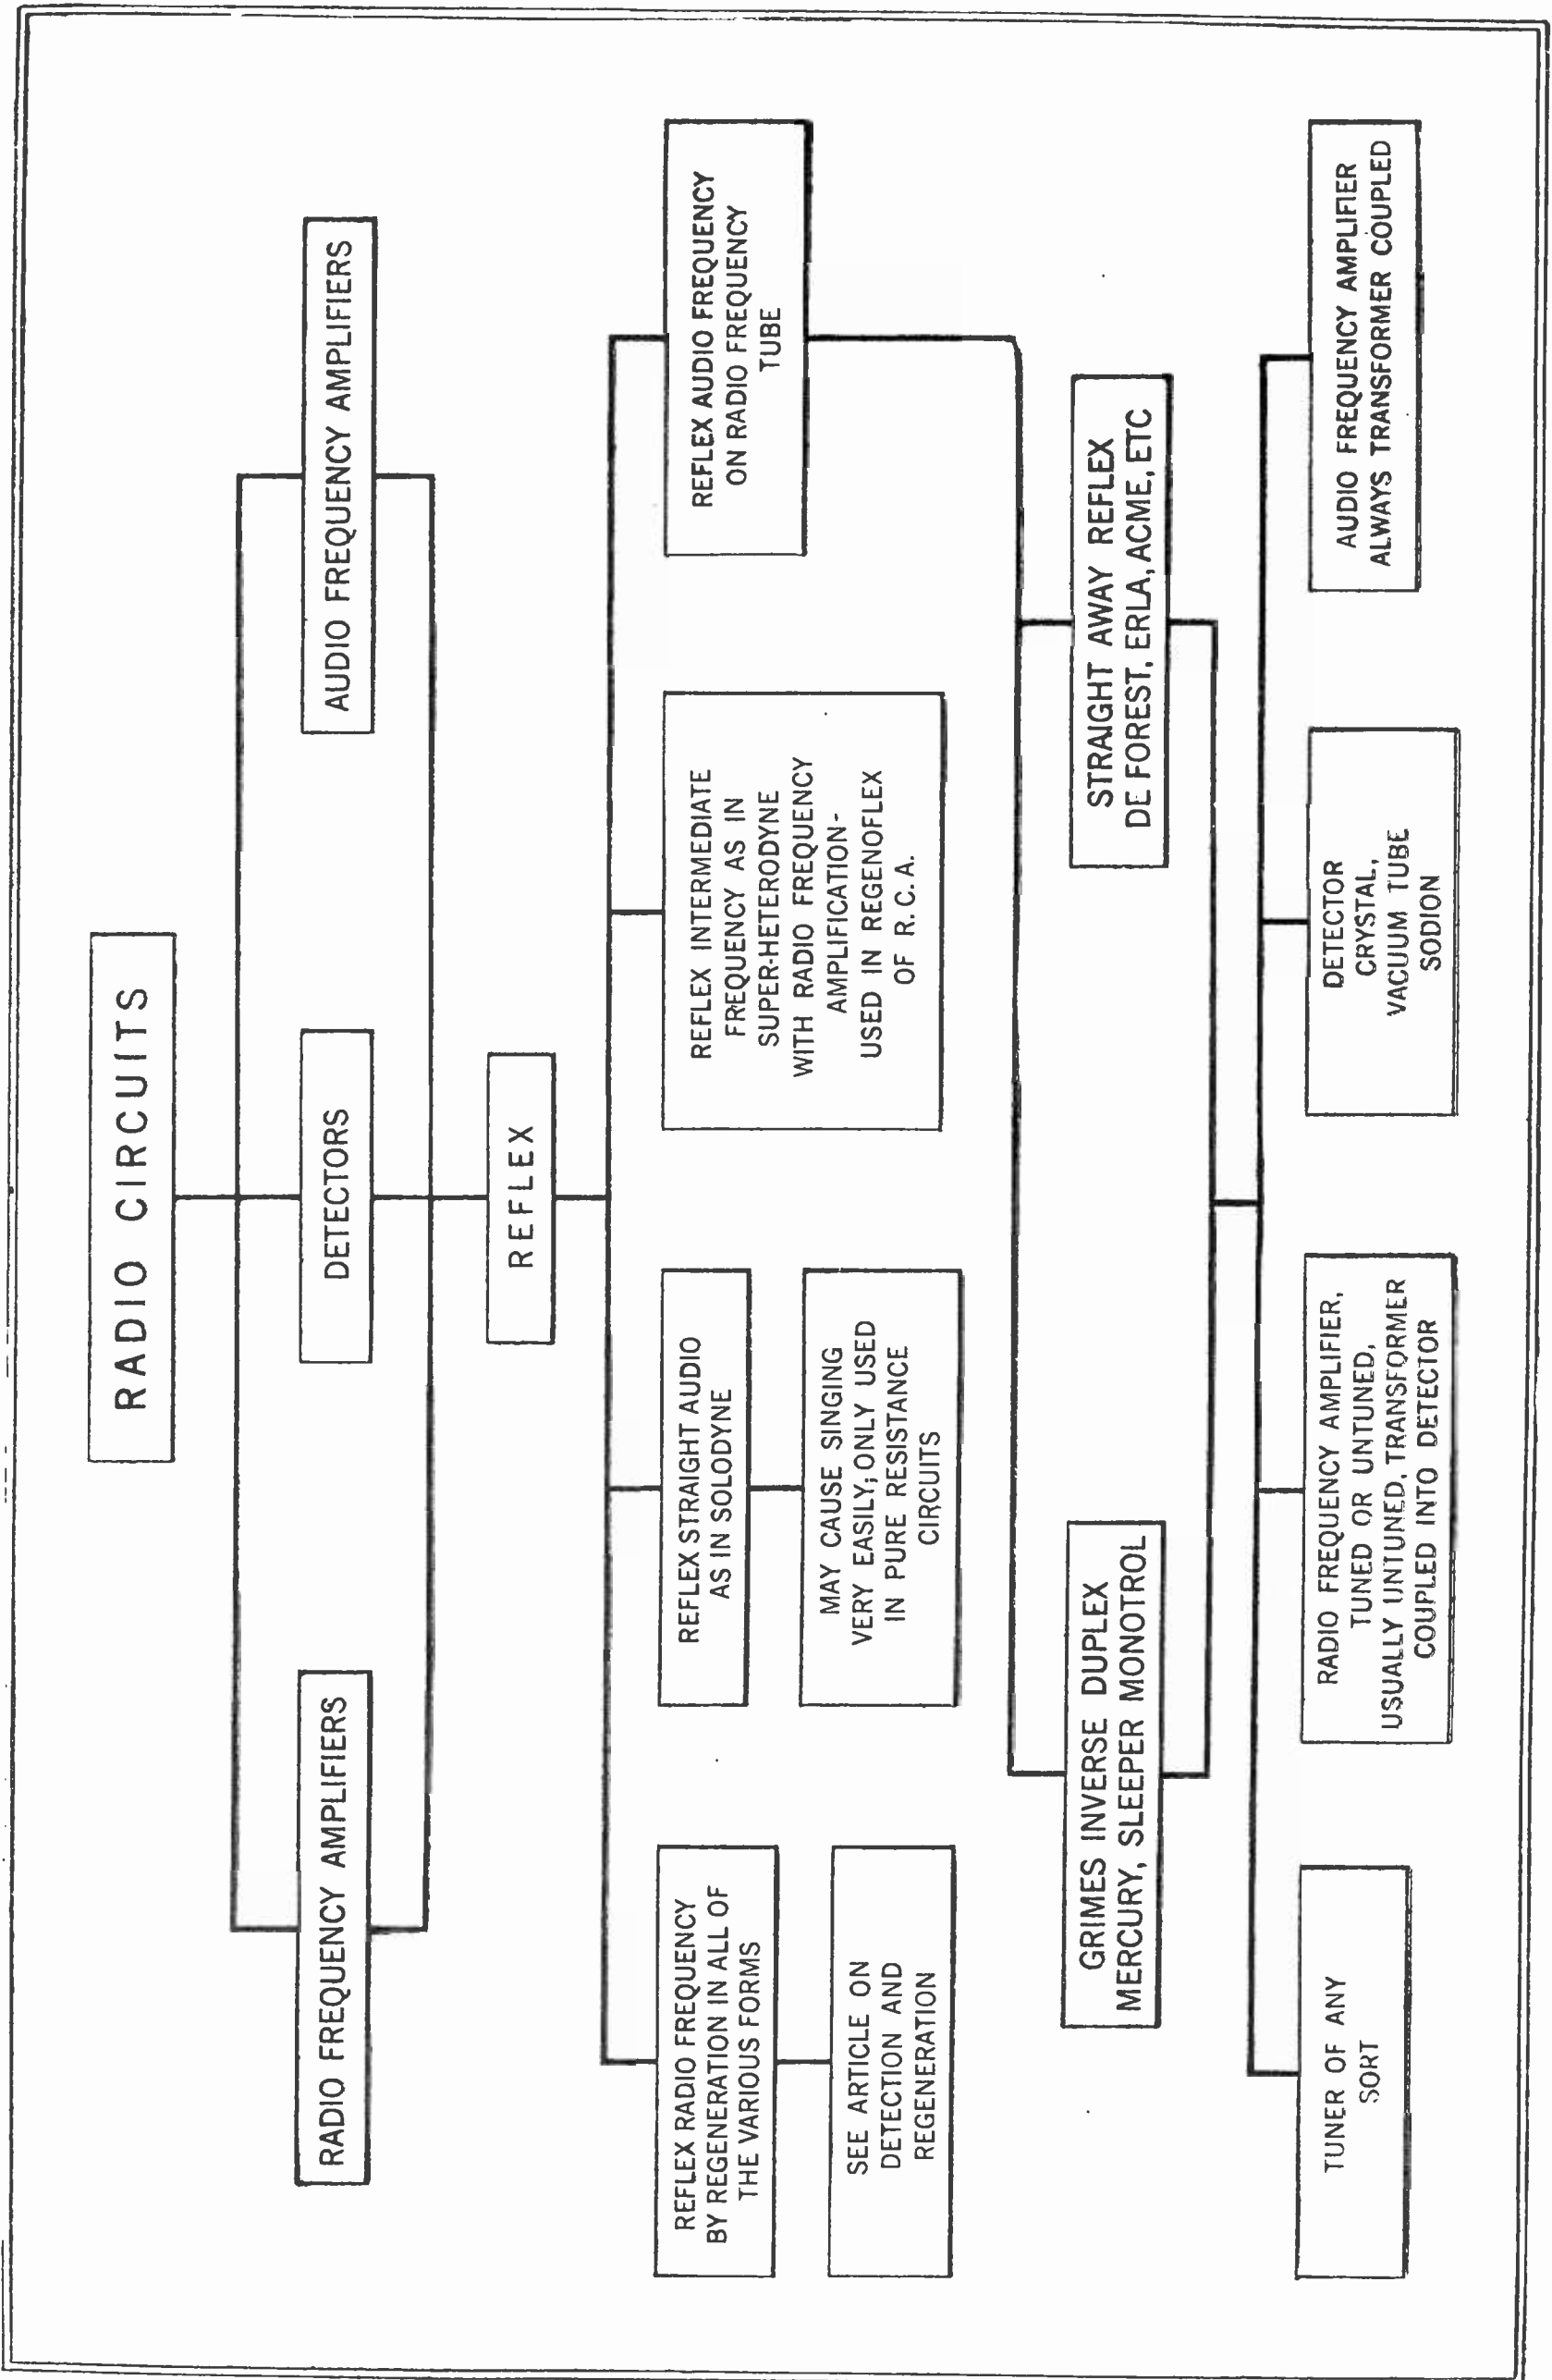 RADIO CIRCUITS
RADIO FREQUENCY AMPLIFIERS
DETECTORS
AUDIO FREQUENCY AMPLIFIERS
REFLEX
REFLEX RADIO FREQUENCY
BY REGENERATION IN ALL OF
THE VARIOUS FORMS
SEE ARTICLE ON
DETECTION AND
REGENERATION
REFLEX STRAIGHT AUDIO
AS IN SOLODYNE
MAY CAUSE SINGING
VERY EASILY; ONLY USED
IN PURE RESISTANCE
CIRCUITS
REFLEX INTERMEDIATE
FREQUENCY AS IN
SUPER-HETERODYNE
WITH RADIO FREQUENCY
AMPLIFICATION-
USED IN REGENOFLEX
OF R.C.A.
REFLEX AUDIO FREQUENCY
ON RADIO FREQUENCY
TUBE
GRIMES INVERSE DUPLEX
MERCURY, SLEEPER MONOTROL
STRAIGHT AWAY REFLEX
DE FOREST, ERLA, ACME, ETC
TUNER OF ANY
SORT
RADIO FREQUENCY AMPLIFIER,
TUNED OR UNTUNED,
USUALLY UNTUNED, TRANSFORMER
COUPLED INTO DETECTOR
DETECTOR
CRYSTAL,
VACUUM TUBE
SODION
AUDIO FREQUENCY AMPLIFIER
ALWAYS TRANSFORMER COUPLED